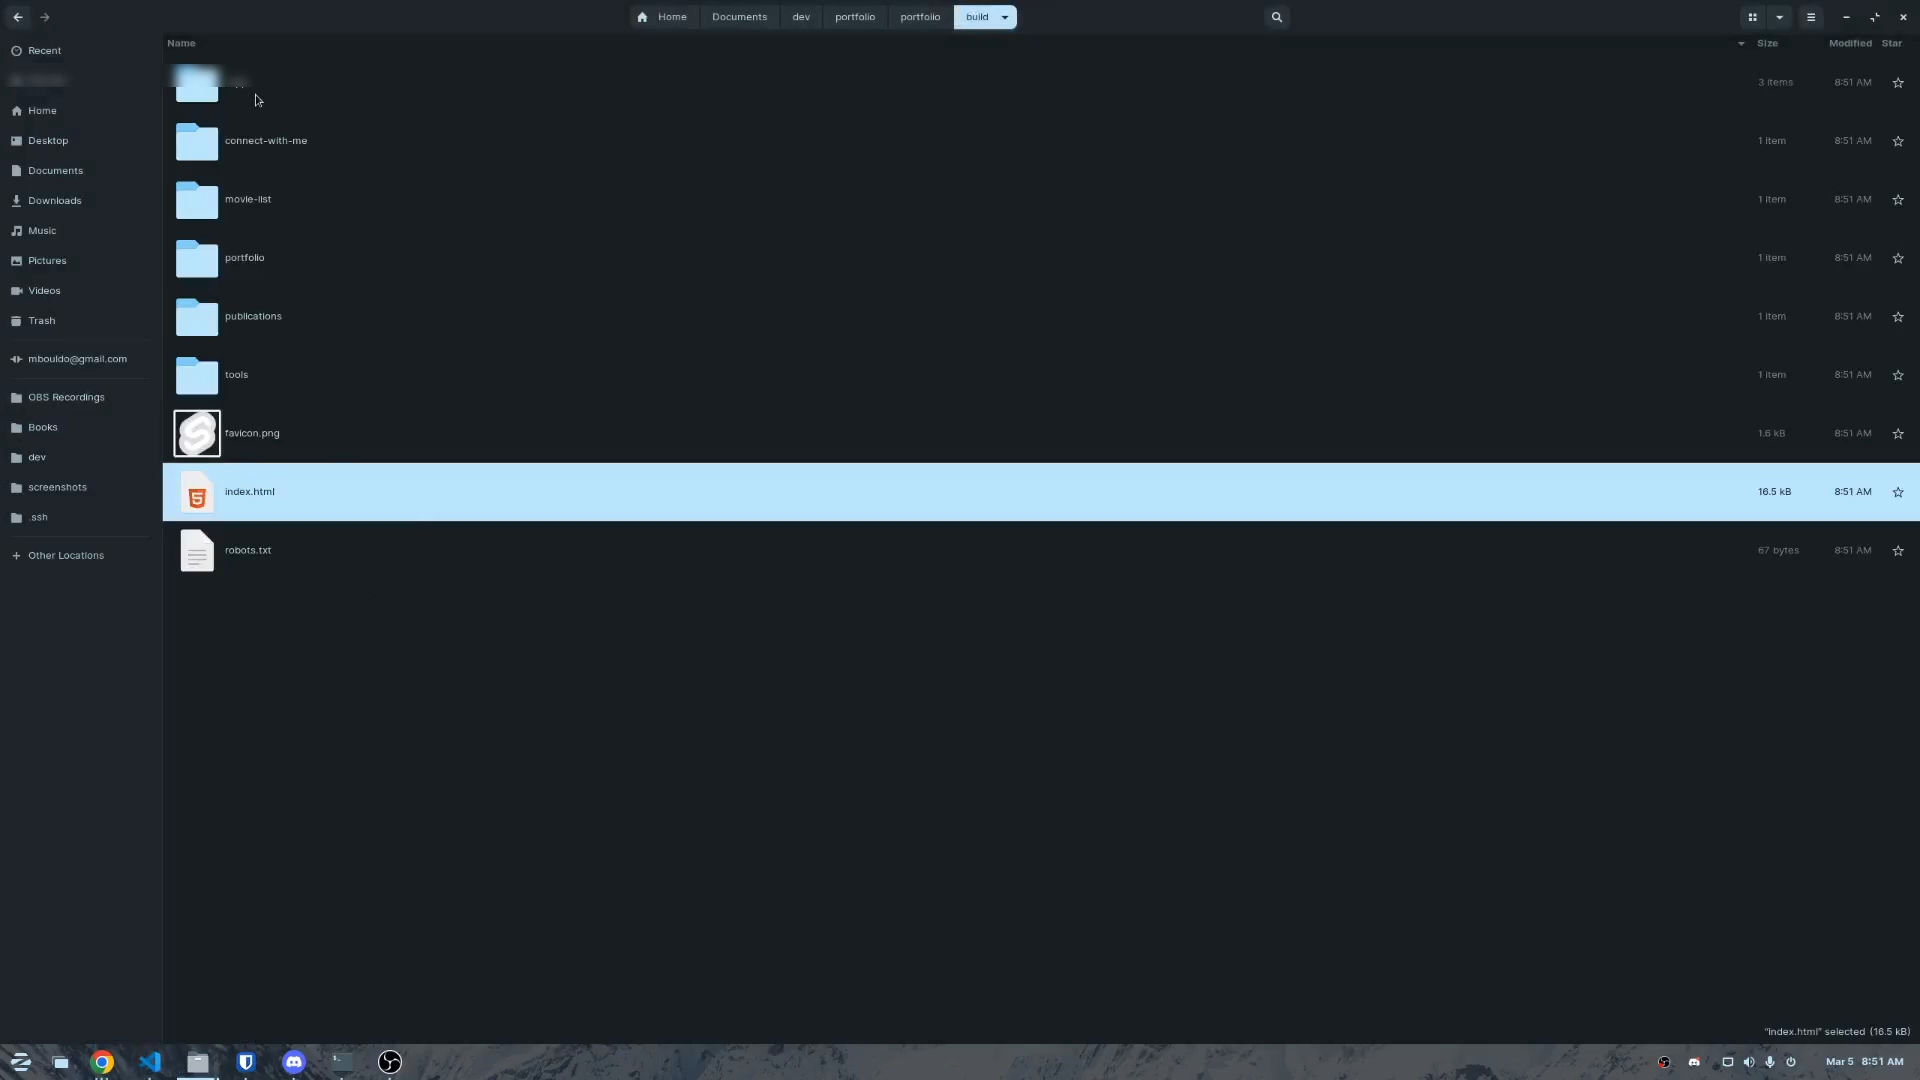 Home Documents dev portfolio portfolio build
Name Size Modified Star
Recent
3 items 8:51 AM
Home
Desktop
connect-with-me 1 item 8:51 AM
Documents
Downloads
movie-list 1 item 8:51 AM
Music
Pictures
portfolio 1 item 8:51 AM
Videos
Trash
publications 1 item 8:51 AM
mbouldo@gmail.com
tools 1 item 8:51 AM
OBS Recordings
Books
favicon.png 1.6 kB 8:51 AM
dev
screenshots
index.html 16.5 kB 8:51 AM
.ssh
Other Locations
robots.txt 67 bytes 8:51 AM
"index.html" selected (16.5 kB)
Mar 5 8:51 AM